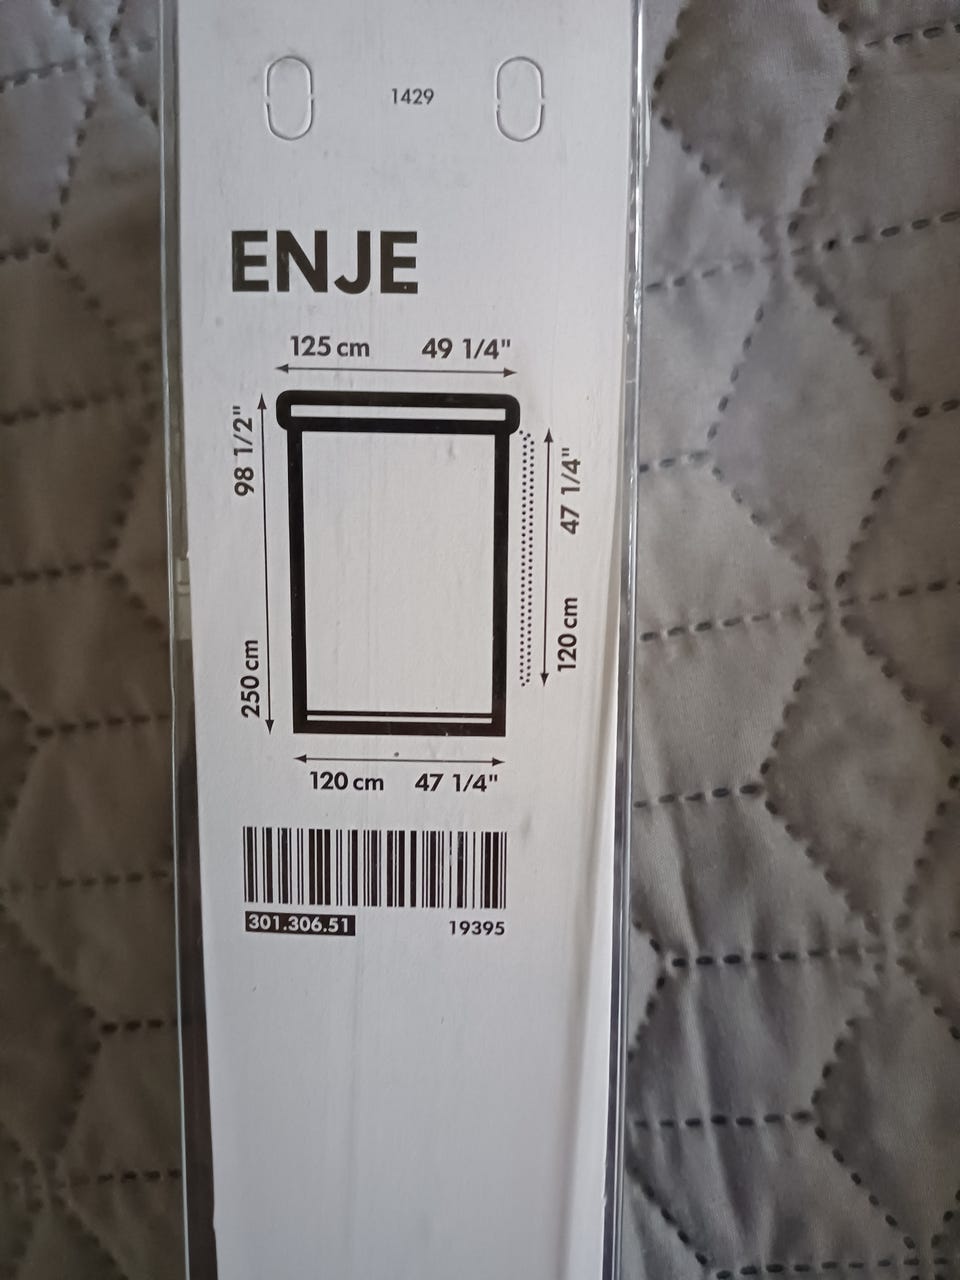 1429
ENJE
125 cm 49 1/4"
98 1/2"
250 cm
47 1/4"
120 cm
120 cm 47 1/4"
301.306.51 19395